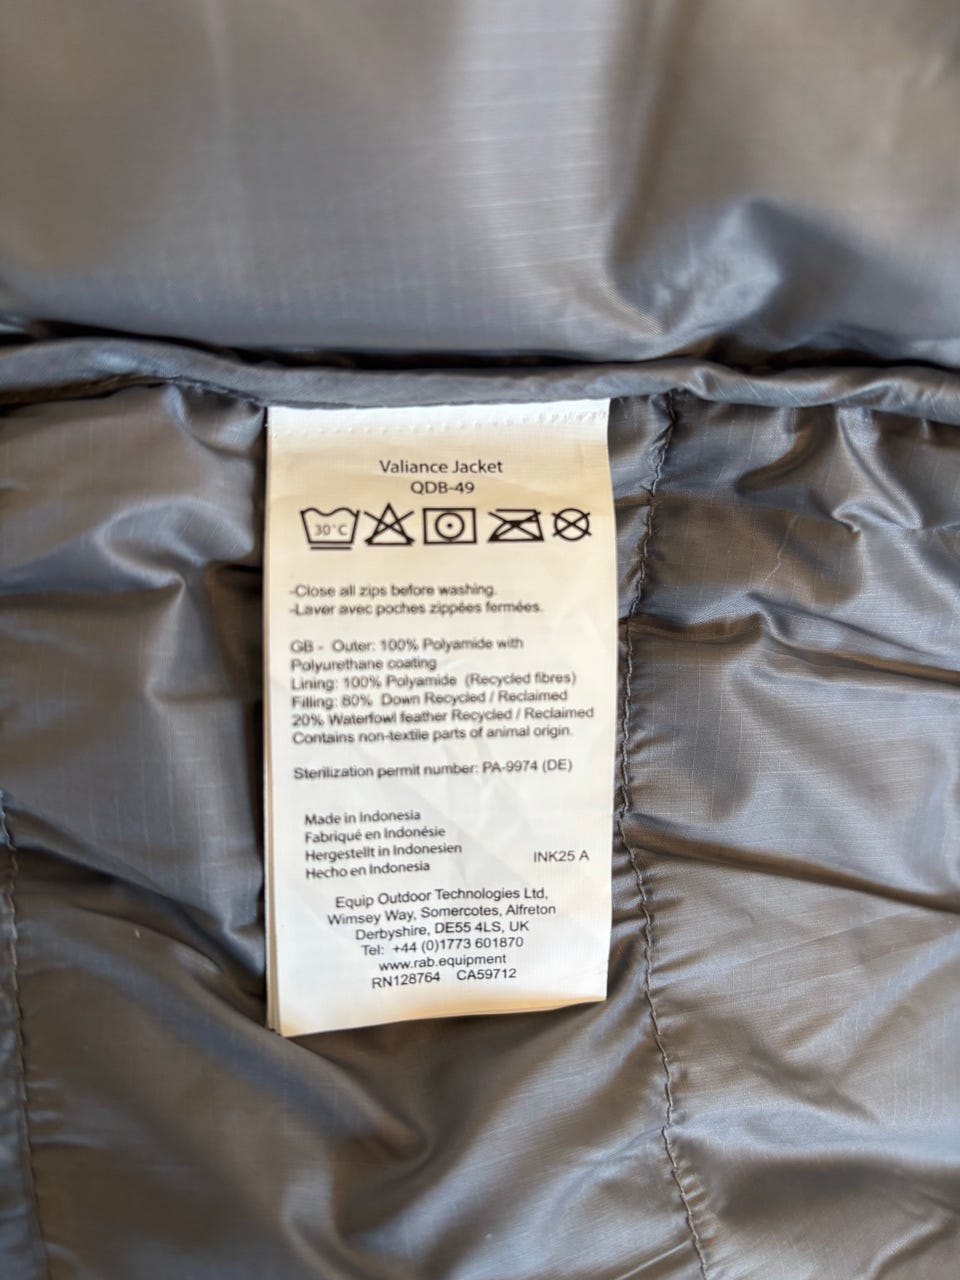 Valiance Jacket
QDB-49
30°C
-Close all zips before washing.
-Laver avec poches zippées fermées.
GB - Outer: 100% Polyamide with
Polyurethane coating
Lining: 100% Polyamide (Recycled fibres)
Filling: 80% Down Recycled / Reclaimed
20% Waterfowl feather Recycled / Reclaimed
Contains non-textile parts of animal origin.
Sterilization permit number: PA-9974 (DE)
Made in Indonesia
Fabriqué en Indonésie
Hergestellt in Indonesien
Hecho en Indonesia
INK25 A
Equip Outdoor Technologies Ltd,
Wimsey Way, Somercotes, Alfreton
Derbyshire, DE55 4LS, UK
Tel: +44 (0)1773 601870
www.rab.equipment
RN128764 CA59712